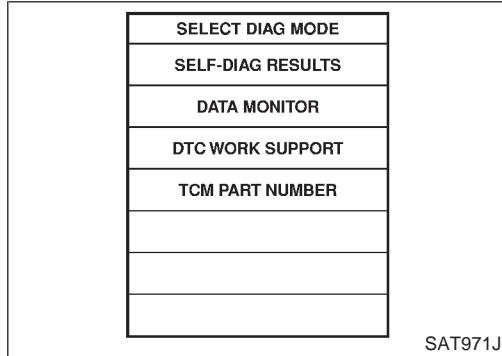 SELECT DIAG MODE
SELF-DIAG RESULTS
DATA MONITOR
DTC WORK SUPPORT
TCM PART NUMBER
SAT971J